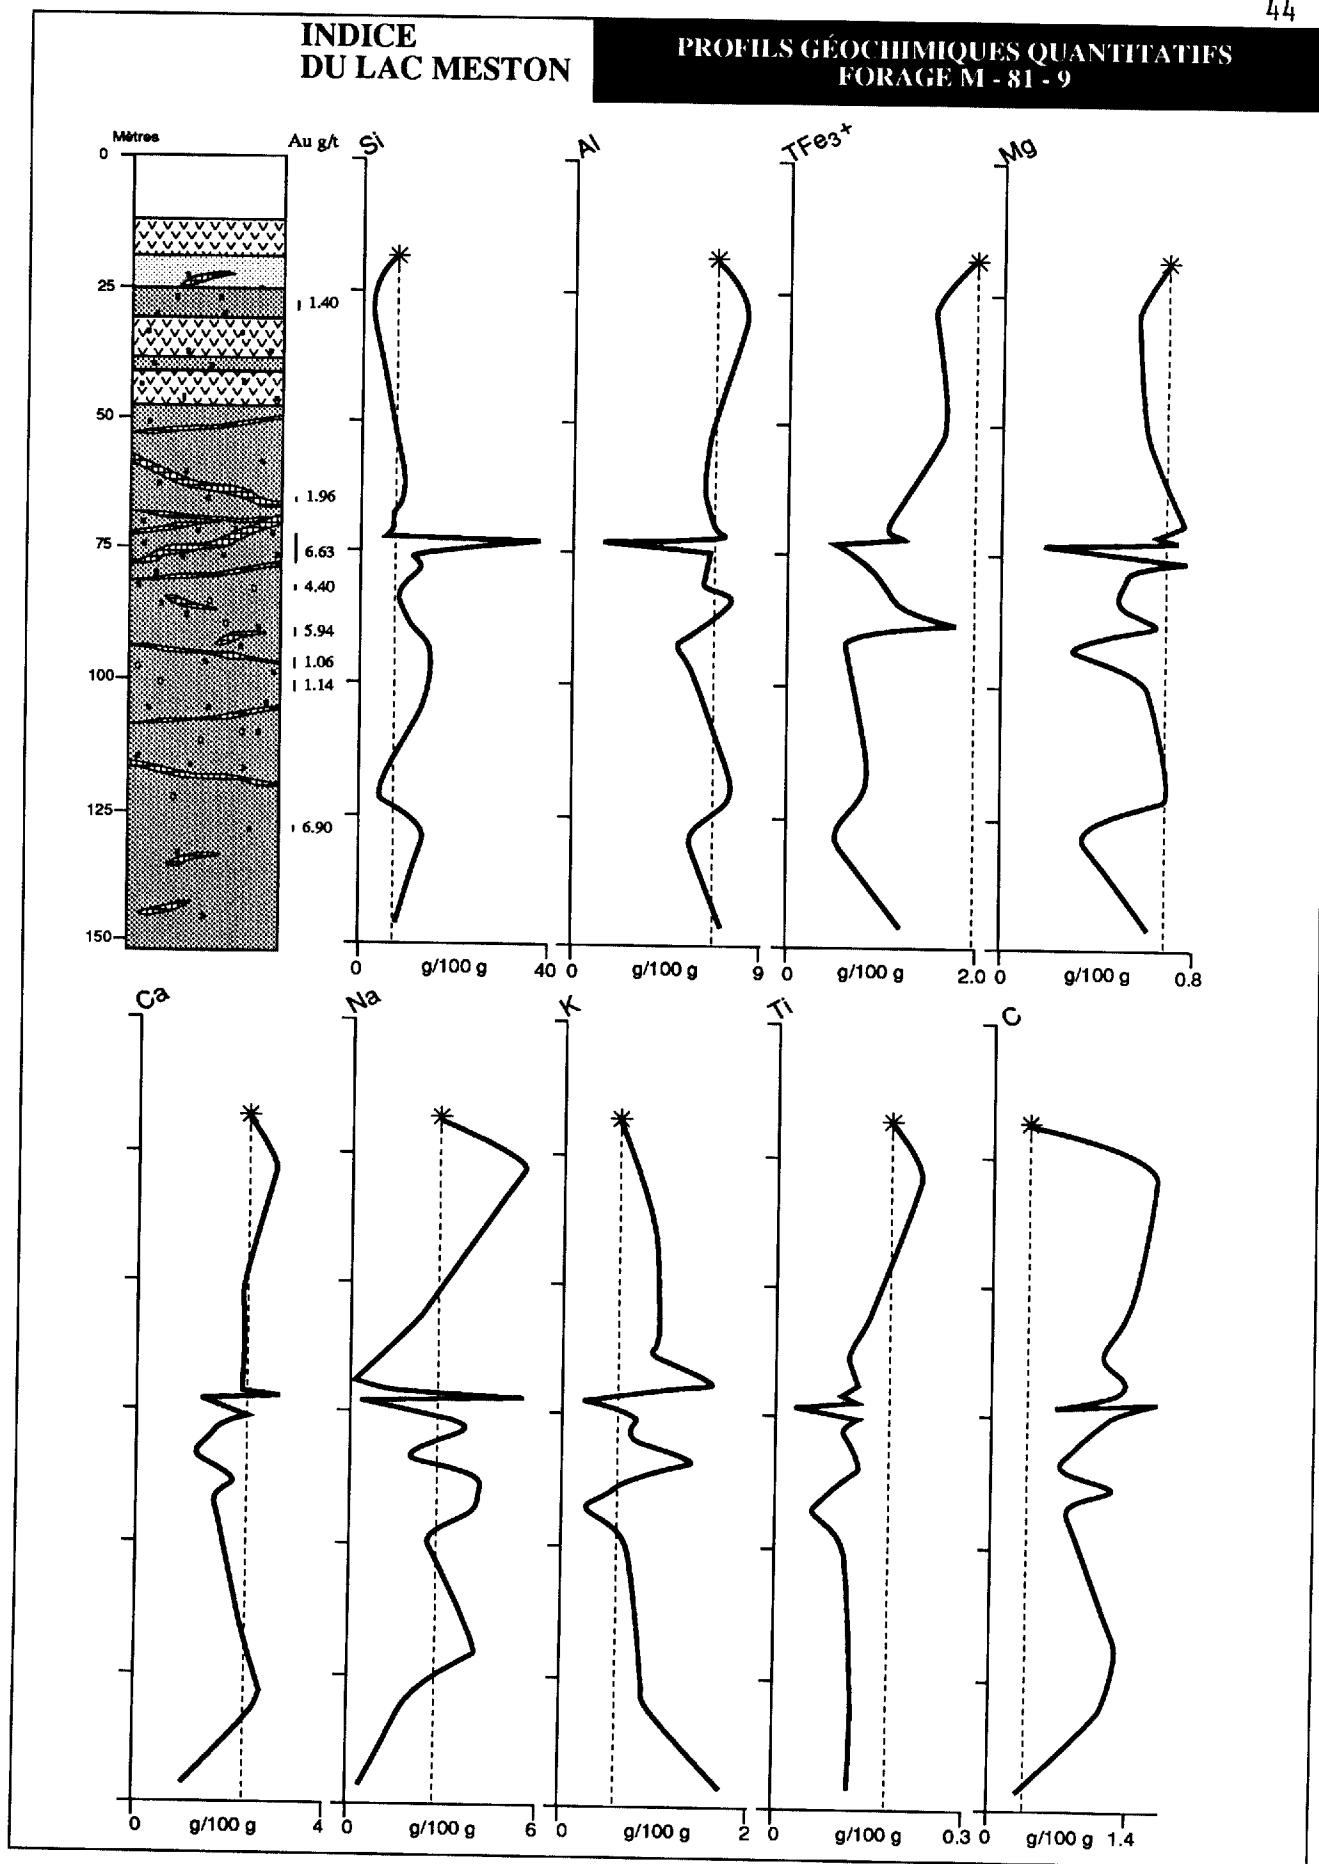 44
INDICE
DU LAC MESTON
PROFILS GÉOCHIMIQUES QUANTITATIFS
FORAGE M - 81 - 9
Mètres
Au g/t
Si
Al
TFe3+
Mg
0
25
1.40
50
1.96
75
6.63
4.40
5.94
1.06
100
1.14
125
6.90
150
0 g/100 g 40
0 g/100 g 9
0 g/100 g 2.0
0 g/100 g 0.8
Ca
Na
K
Ti
C
0 g/100 g 4
0 g/100 g 6
0 g/100 g 2
0 g/100 g 0.3
0 g/100 g 1.4